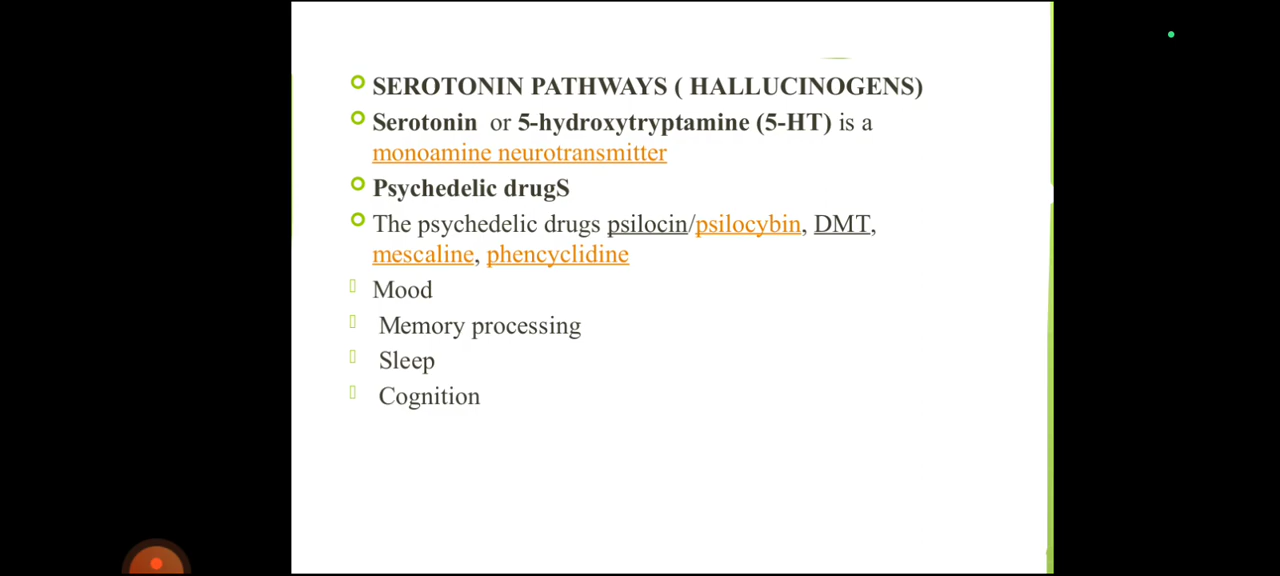 SEROTONIN PATHWAYS ( HALLUCINOGENS)
Serotonin or 5-hydroxytryptamine (5-HT) is a
monoamine neurotransmitter
Psychedelic drugS
The psychedelic drugs psilocin/psilocybin, DMT,
mescaline, phencyclidine
Mood
Memory processing
Sleep
Cognition